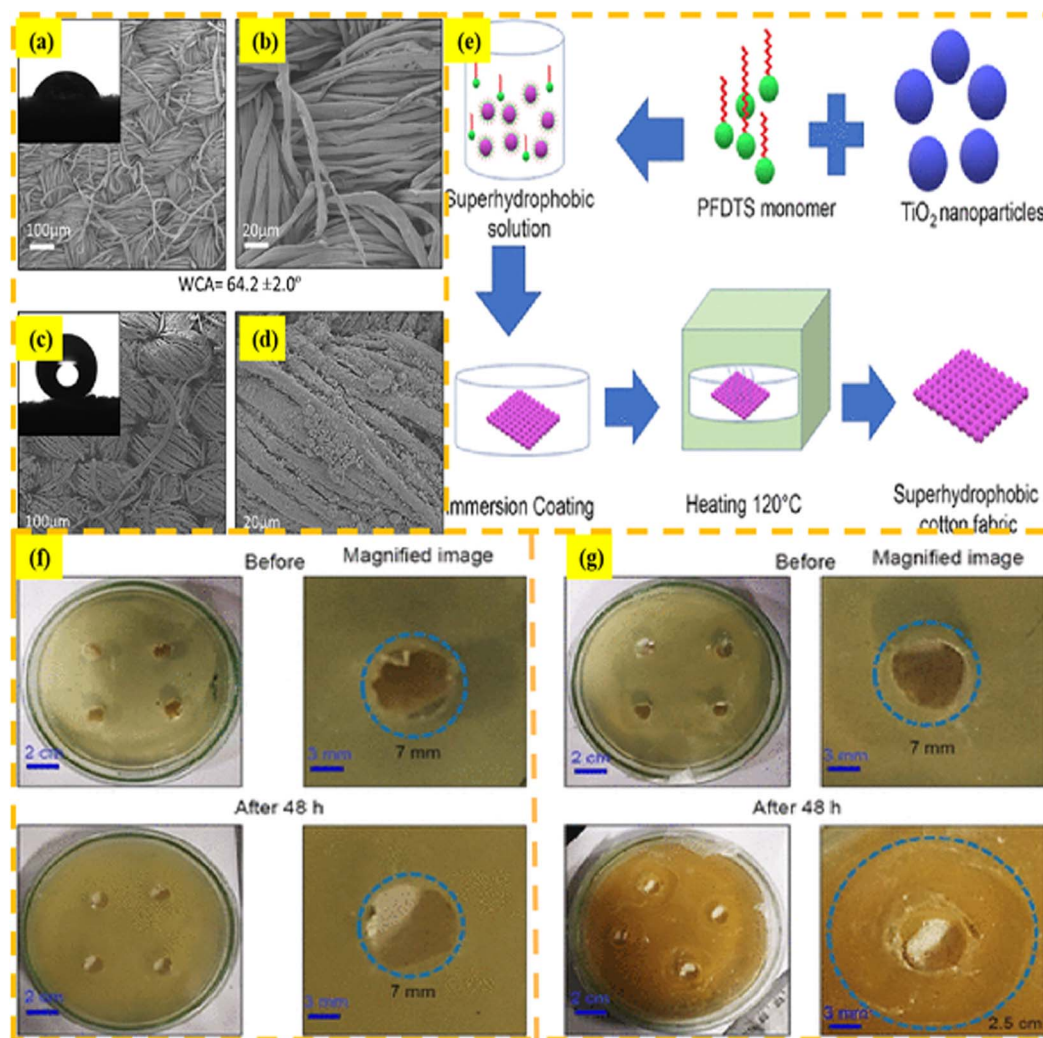 (a)
(b)
100µm
20µm
WCA= 64.2 ±2.0°
(c)
(d)
100µm
20µm
(e)
Superhydrophobic
solution
PFDTS monomer
TiO₂ nanoparticles
mmersion Coating
Heating 120°C
Superhydrophobic
cotton fabric
(f)
Before
Magnified image
2 cm
3 mm
7 mm
After 48 h
2 cm
3 mm
7 mm
(g)
Before
Magnified image
2 cm
3 mm
7 mm
After 48 h
2 cm
3 mm
2.5 cm